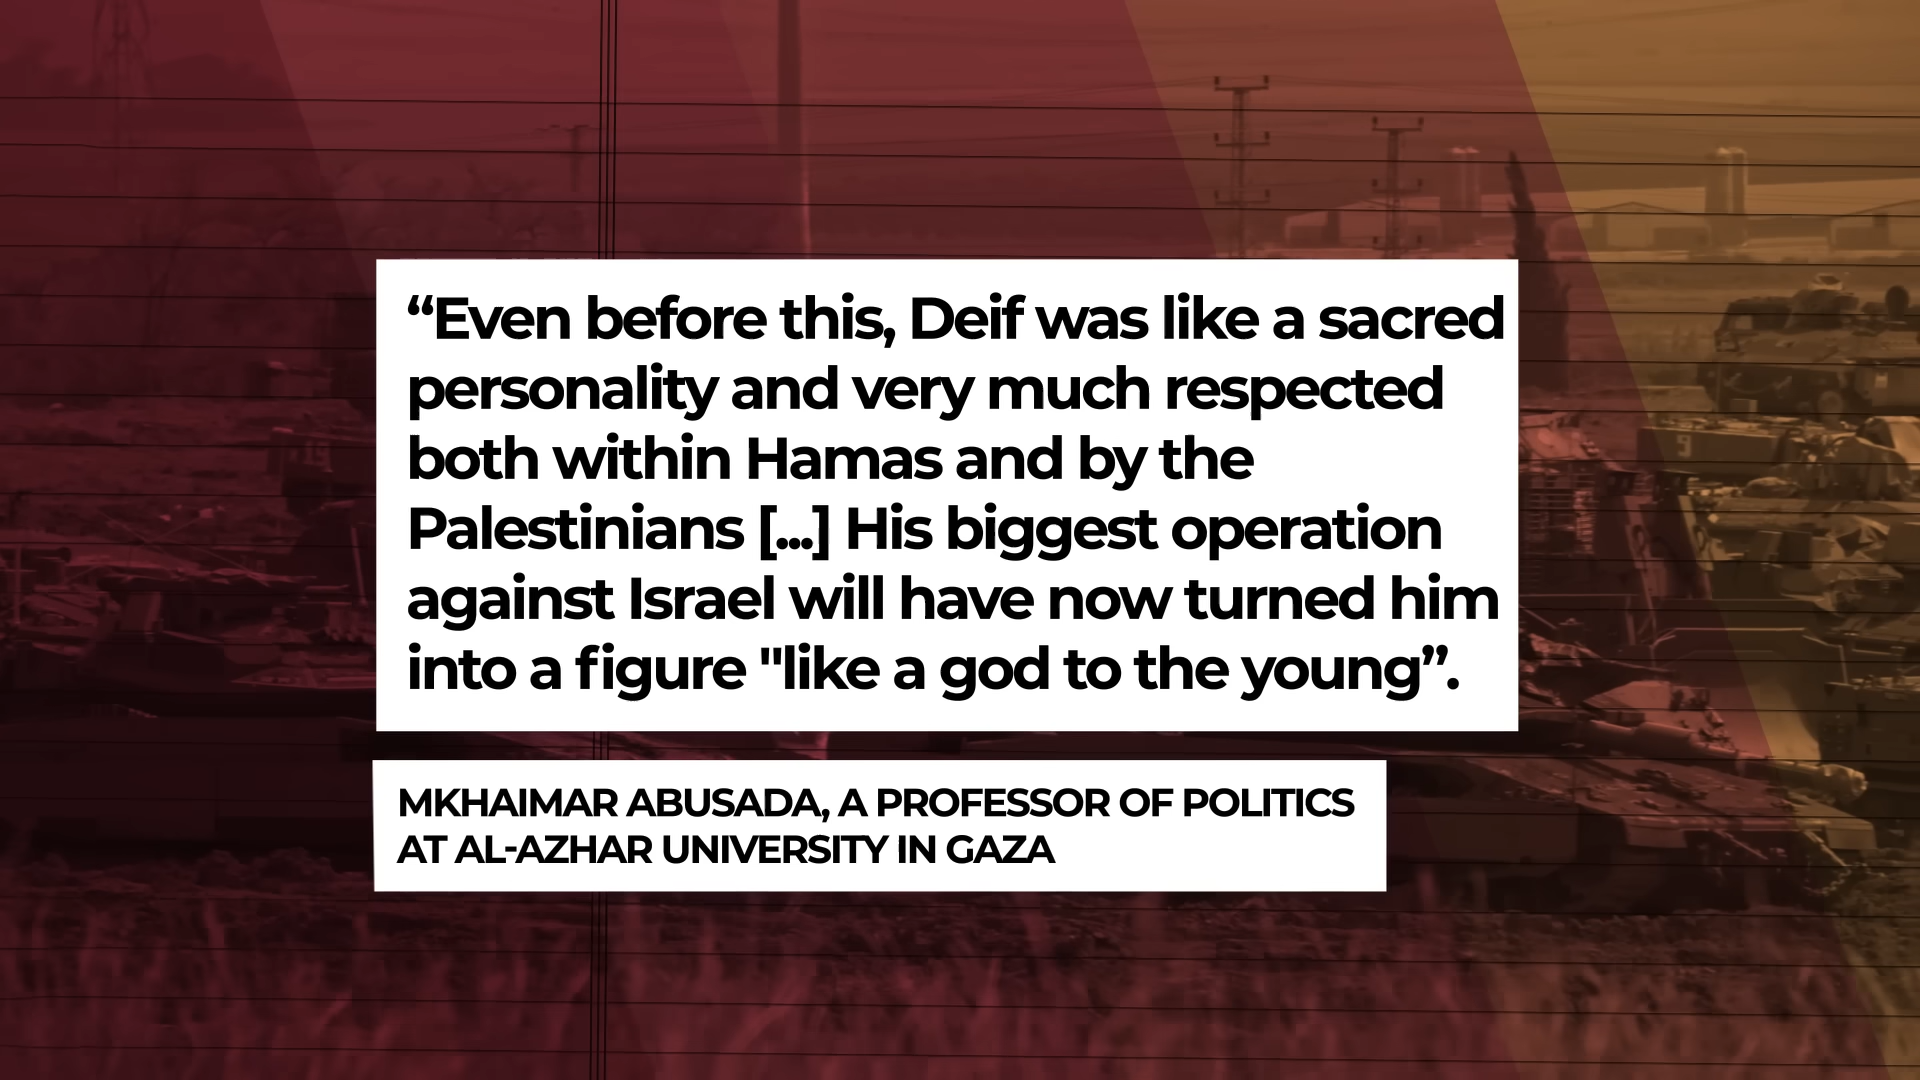 “Even before this, Deif was like a sacred
personality and very much respected
both within Hamas and by the
Palestinians [...] His biggest operation
against Israel will have now turned him
into a figure "like a god to the young”.
MKHAIMAR ABUSADA, A PROFESSOR OF POLITICS
AT AL-AZHAR UNIVERSITY IN GAZA